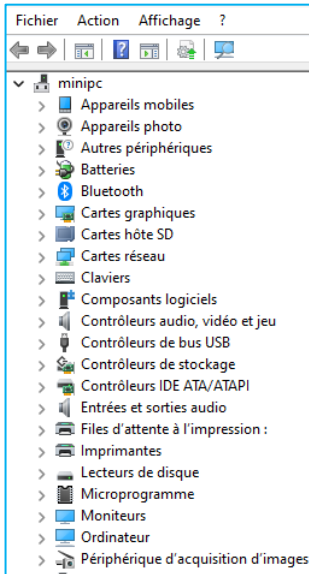 Fichier Action Affichage ?
minipc
Appareils mobiles
Appareils photo
Autres périphériques
Batteries
Bluetooth
Cartes graphiques
Cartes hôte SD
Cartes réseau
Claviers
Composants logiciels
Contrôleurs audio, vidéo et jeu
Contrôleurs de bus USB
Contrôleurs de stockage
Contrôleurs IDE ATA/ATAPI
Entrées et sorties audio
Files d'attente à l'impression :
Imprimantes
Lecteurs de disque
Microprogramme
Moniteurs
Ordinateur
Périphérique d'acquisition d'images